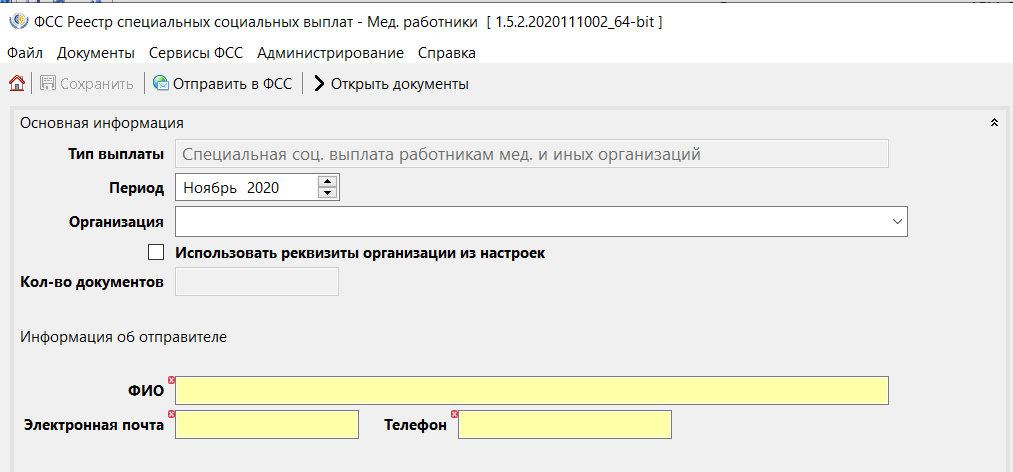 ФСС Реестр специальных социальных выплат - Мед. работники [ 1.5.2.2020111002_64-bit ]
Файл Документы Сервисы ФСС Администрирование Справка
Сохранить Отправить в ФСС Открыть документы
Основная информация
Тип выплаты Специальная соц. выплата работникам мед. и иных организаций
Период Ноябрь 2020
Организация
Использовать реквизиты организации из настроек
Кол-во документов
Информация об отправителе
ФИО
Электронная почта Телефон